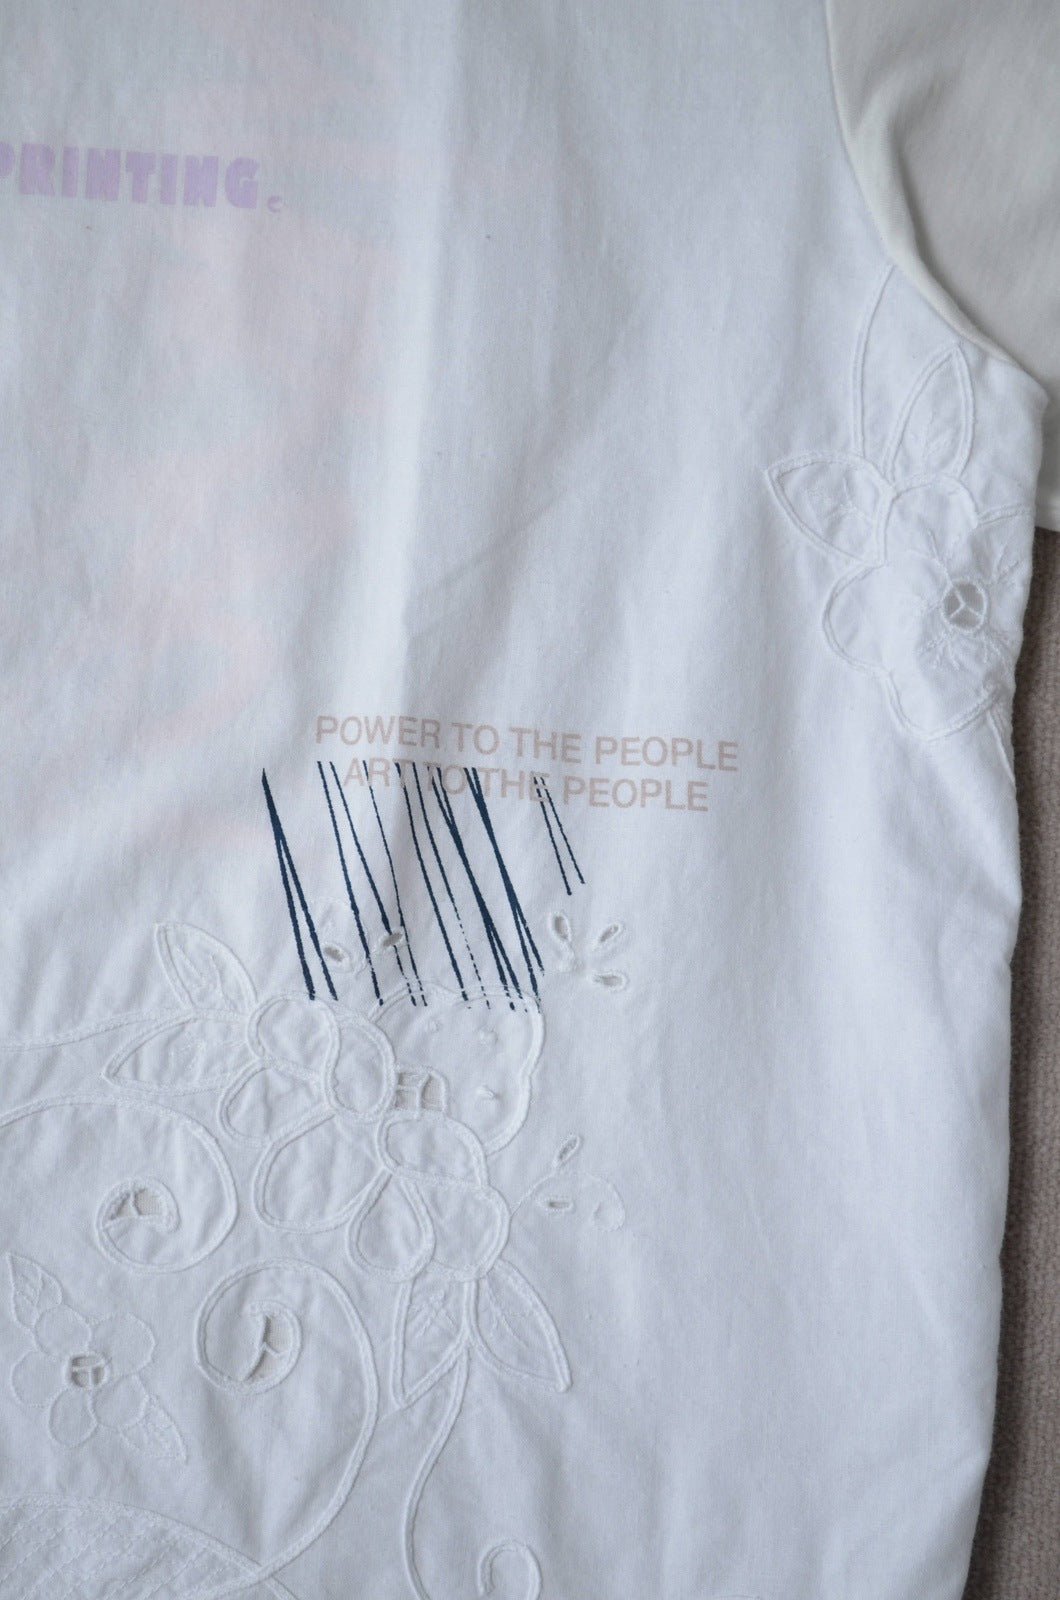 PRINTING.
POWER TO THE PEOPLE
ART TO THE PEOPLE